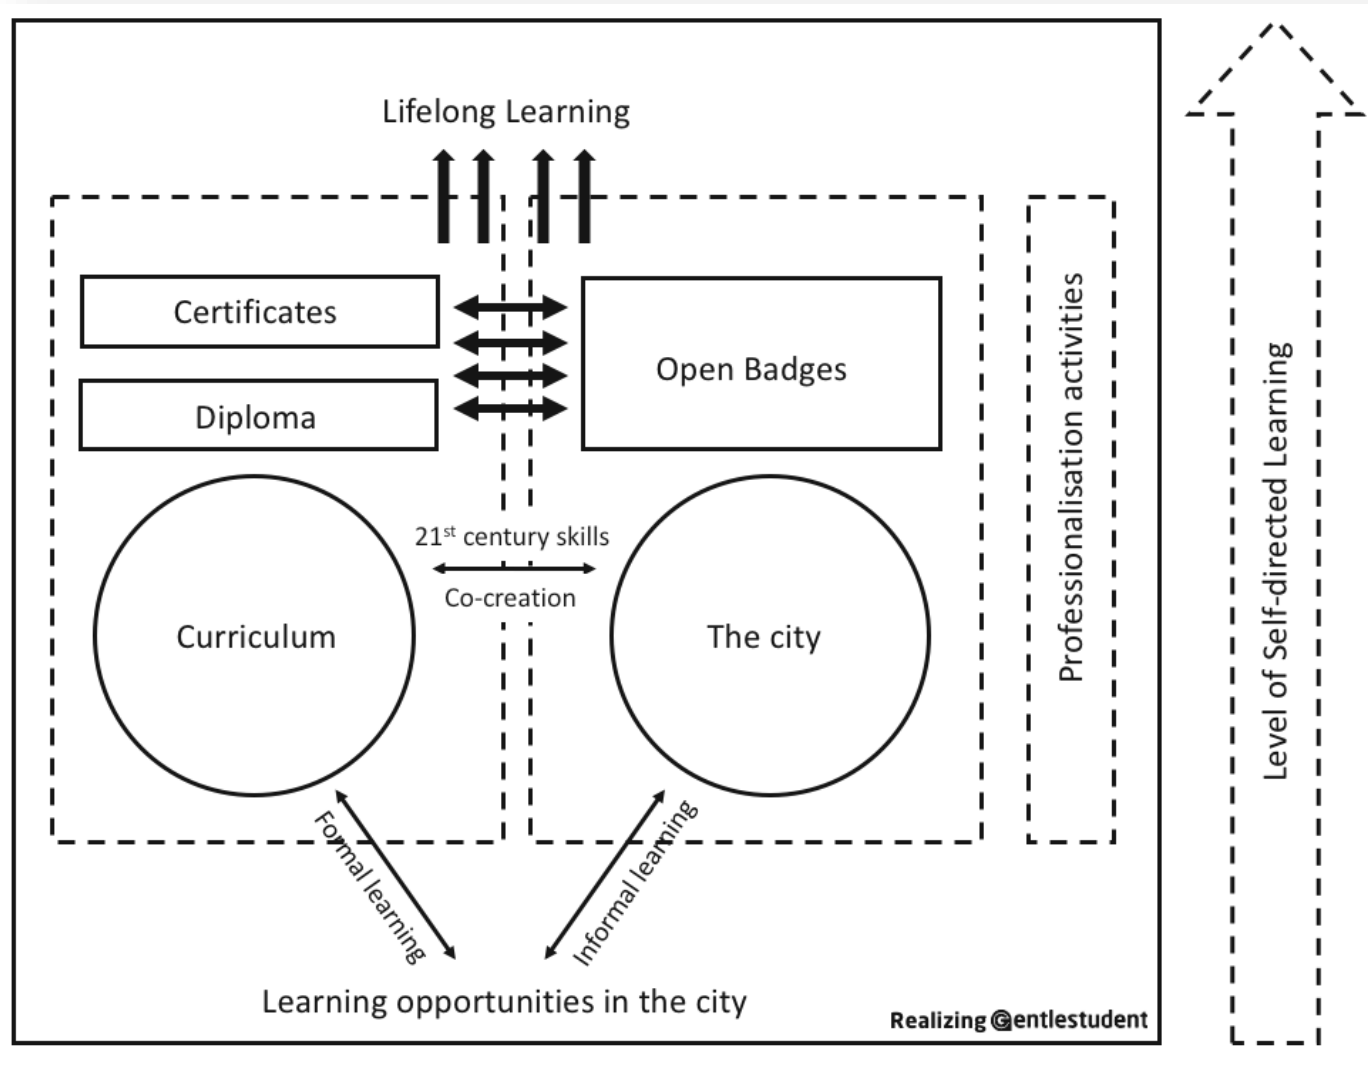 Lifelong Learning
Certificates
Diploma
Open Badges
21st century skills
Co-creation
Curriculum
The city
Formal learning
Informal learning
Learning opportunities in the city
Professionalisation activities
Level of Self-directed Learning
Realizing Gentlestudent